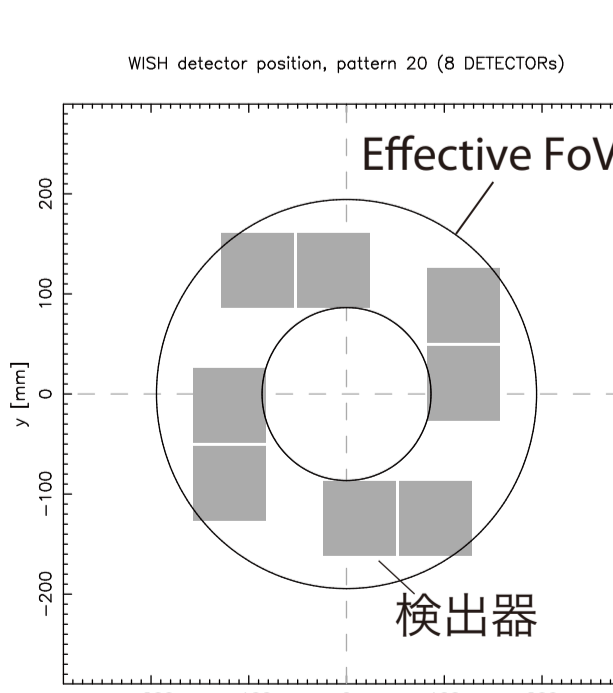 WISH detector position, pattern 20 (8 DETECTORs)
Effective FoV
200
100
0
-100
-200
y [mm]
検出器